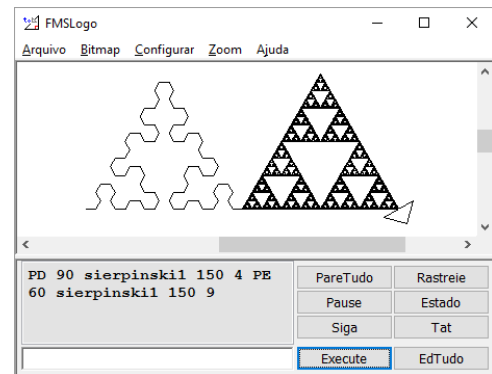 FMSLogo
Arquivo Bitmap Configurar Zoom Ajuda
PD 90 sierpinski1 150 4 PE
60 sierpinski1 150 9
PareTudo Rastreie
Pause Estado
Siga Tat
Execute EdTudo